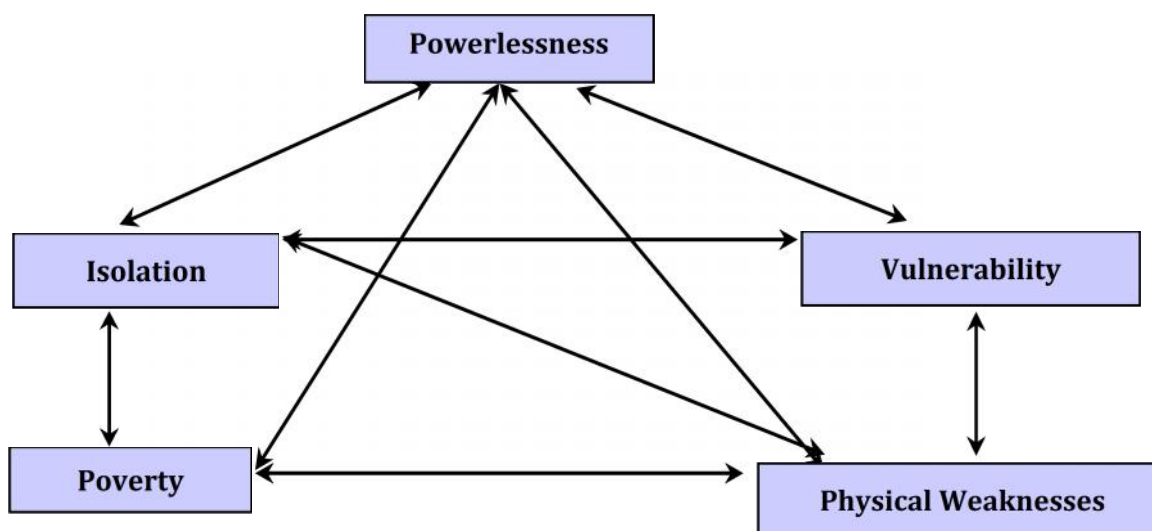 Powerlessness
Isolation
Vulnerability
Poverty
Physical Weaknesses